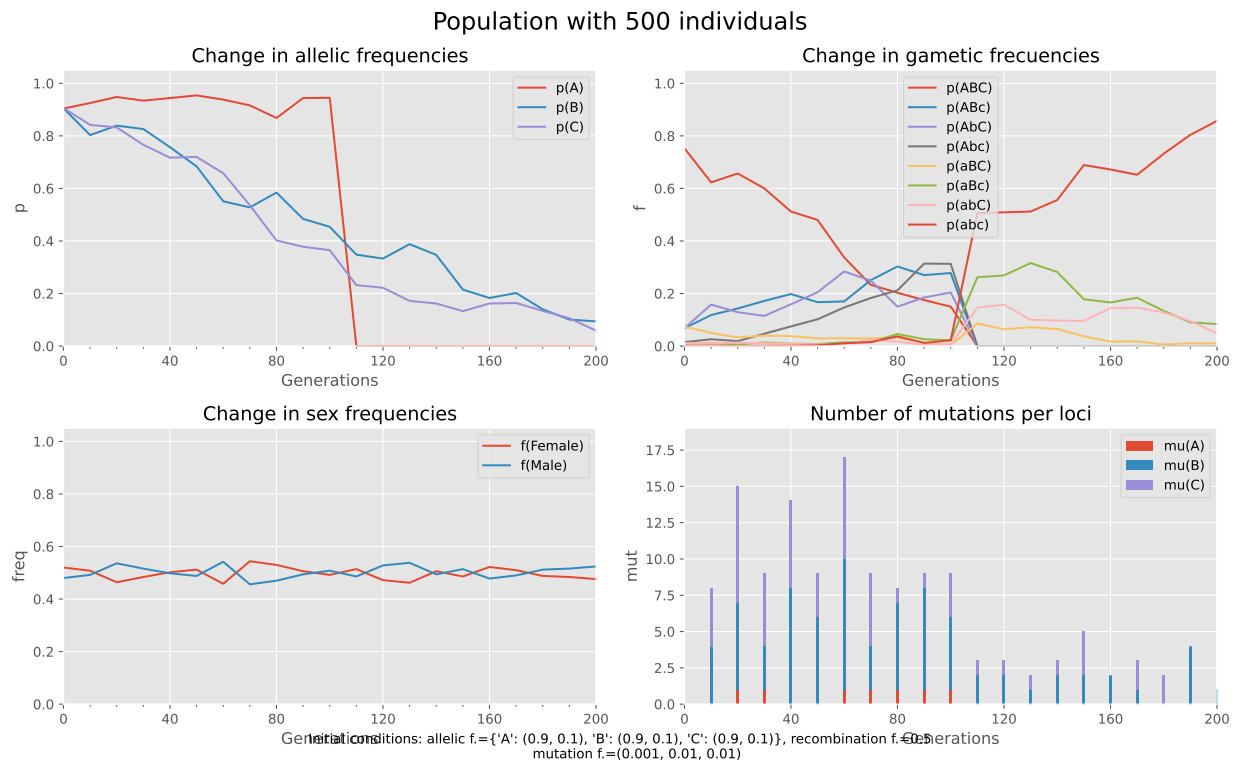 Population with 500 individuals
Change in allelic frequencies
1.0
0.8
0.6
0.4
0.2
0.0
p
0
40
80
120
160
200
Generations
p(A)
p(B)
p(C)
Change in gametic frecuencies
1.0
0.8
0.6
0.4
0.2
0.0
f
0
40
80
120
160
200
Generations
p(ABC)
p(ABc)
p(AbC)
p(Abc)
p(aBC)
p(aBc)
p(abC)
p(abc)
Change in sex frequencies
1.0
0.8
0.6
0.4
0.2
0.0
freq
0
40
80
120
160
200
Generations
f(Female)
f(Male)
Number of mutations per loci
17.5
15.0
12.5
10.0
7.5
5.0
2.5
0.0
mut
0
40
80
120
160
200
Generations
mu(A)
mu(B)
mu(C)
Initial conditions: allelic f.={'A': (0.9, 0.1), 'B': (0.9, 0.1), 'C': (0.9, 0.1)}, recombination f.=0.5
mutation f.=(0.001, 0.01, 0.01)